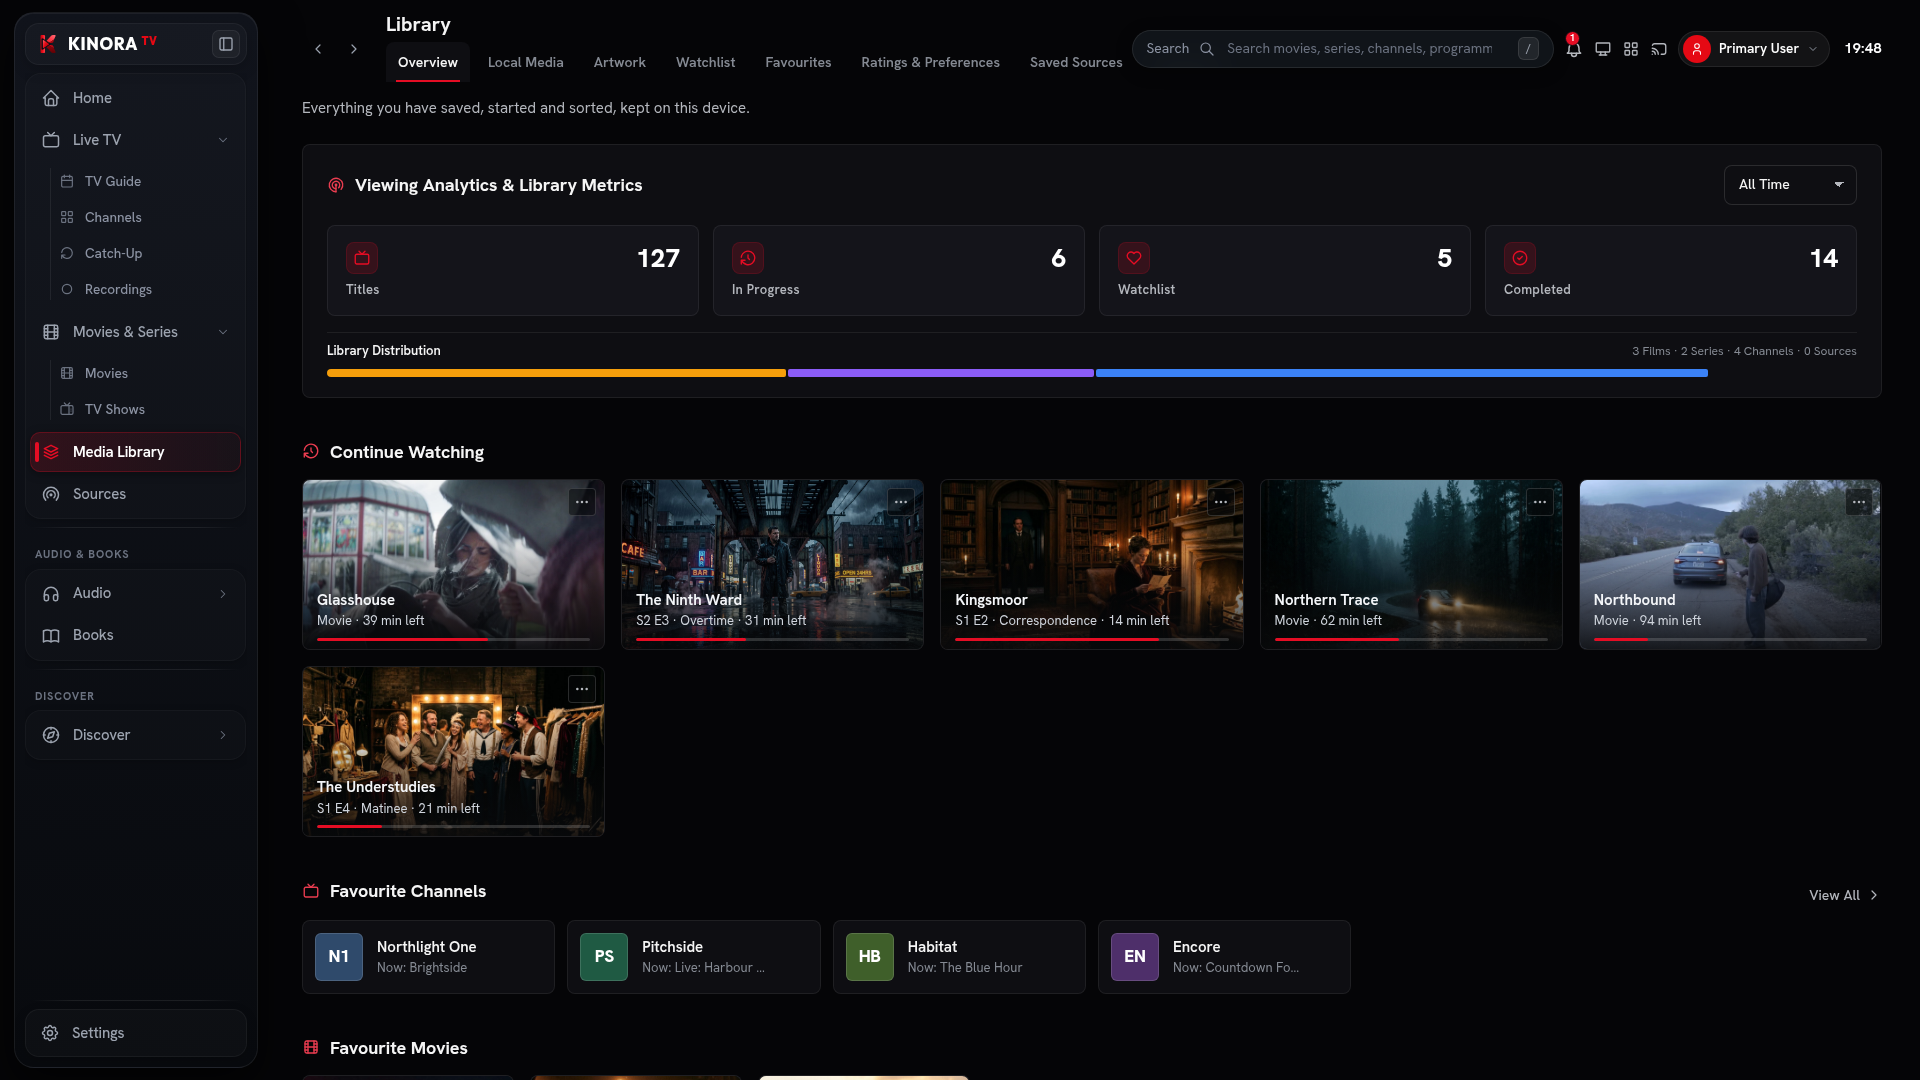 KINORA TV
Home
Live TV
TV Guide
Channels
Catch-Up
Recordings
Movies & Series
Movies
TV Shows
Media Library
Sources
AUDIO & BOOKS
Audio
Books
DISCOVER
Discover
Settings
Library
Overview
Local Media
Artwork
Watchlist
Favourites
Ratings & Preferences
Saved Sources
Search
Search movies, series, channels, programm
/
1
Primary User
19:48
Everything you have saved, started and sorted, kept on this device.
Viewing Analytics & Library Metrics
All Time
127
Titles
6
In Progress
5
Watchlist
14
Completed
Library Distribution
3 Films · 2 Series · 4 Channels · 0 Sources
Continue Watching
Glasshouse
Movie · 39 min left
CAFE
BAR
OPEN 24HRS
The Ninth Ward
S2 E3 · Overtime · 31 min left
Kingsmoor
S1 E2 · Correspondence · 14 min left
Northern Trace
Movie · 62 min left
Northbound
Movie · 94 min left
The Understudies
S1 E4 · Matinee · 21 min left
Favourite Channels
View All
N1
Northlight One
Now: Brightside
PS
Pitchside
Now: Live: Harbour ...
HB
Habitat
Now: The Blue Hour
EN
Encore
Now: Countdown Fo...
Favourite Movies